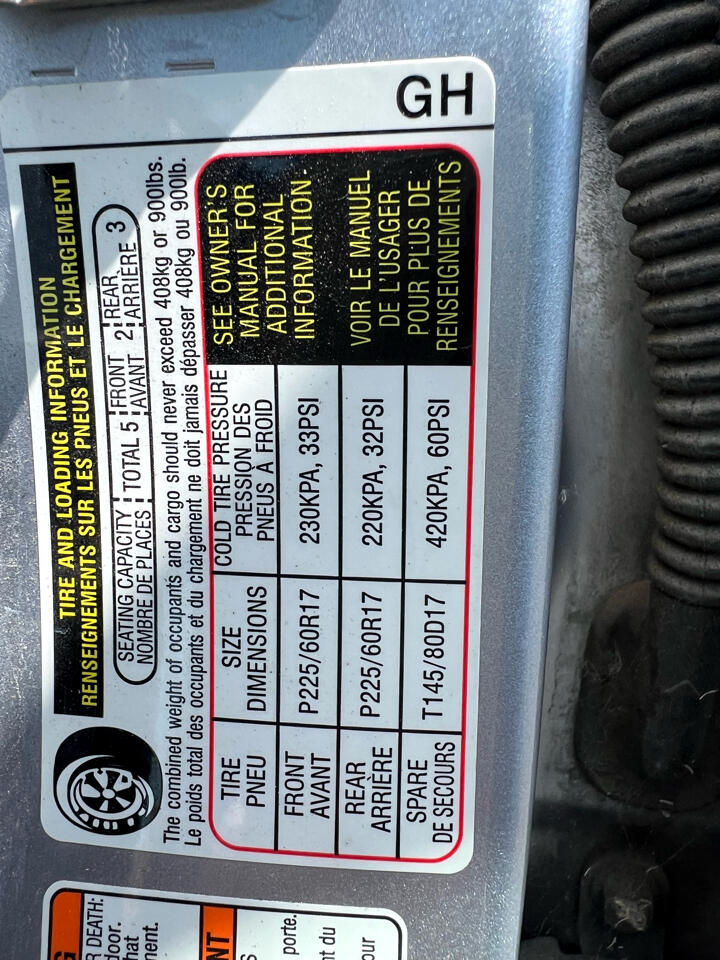 GH
TIRE AND LOADING INFORMATION
RENSEIGNEMENTS SUR LES PNEUS ET LE CHARGEMENT
SEATING CAPACITY TOTAL 5 FRONT 2 REAR 3
NOMBRE DE PLACES AVANT ARRIÈRE
The combined weight of occupants and cargo should never exceed 408kg or 900lbs.
Le poids total des occupants et du chargement ne doit jamais dépasser 408kg ou 900lb.
TIRE
PNEU
SIZE
DIMENSIONS
COLD TIRE PRESSURE
PRESSION DES
PNEUS À FROID
SEE OWNER'S
MANUAL FOR
ADDITIONAL
INFORMATION
VOIR LE MANUEL
DE L'USAGER
POUR PLUS DE
RENSEIGNEMENTS
FRONT
AVANT
P225/60R17
230KPA, 33PSI
REAR
ARRIÈRE
P225/60R17
220KPA, 32PSI
SPARE
DE SECOURS
T145/80D17
420KPA, 60PSI
DEATH:
porte.